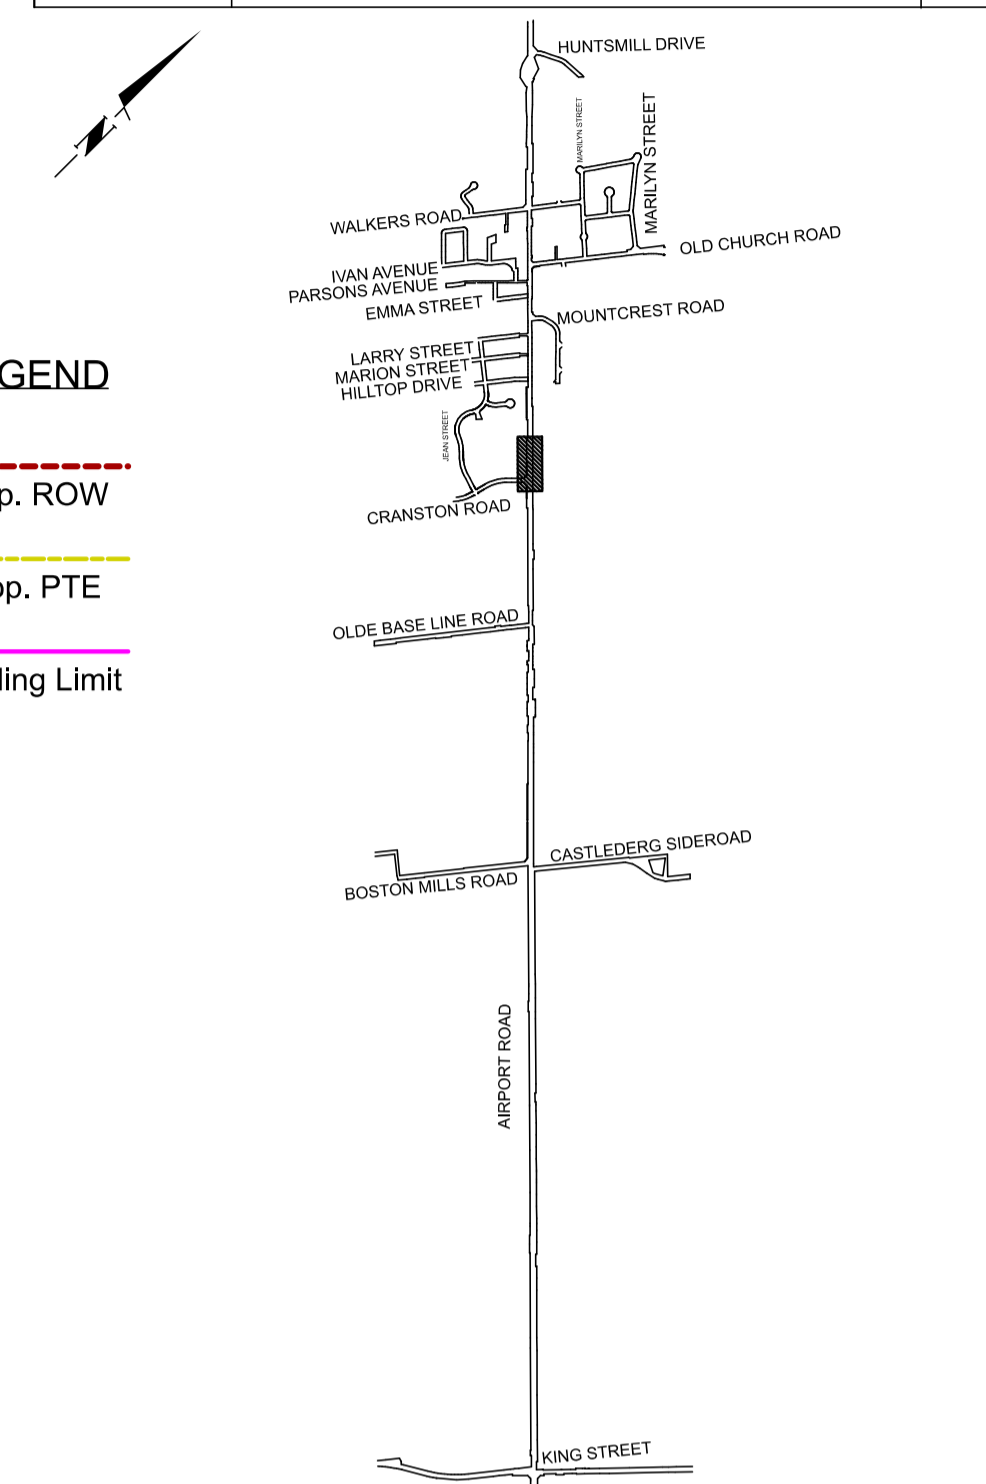 HUNTSMILL DRIVE
MARILYN STREET
MARILYN STREET
WALKERS ROAD
OLD CHURCH ROAD
IVAN AVENUE
PARSONS AVENUE
EMMA STREET
MOUNTCREST ROAD
LARRY STREET
MARION STREET
HILLTOP DRIVE
JEAN STREET
CRANSTON ROAD
OLDE BASE LINE ROAD
CASTLEDERG SIDEROAD
BOSTON MILLS ROAD
AIRPORT ROAD
KING STREET
N
GEND
p. ROW
op. PTE
ling Limit